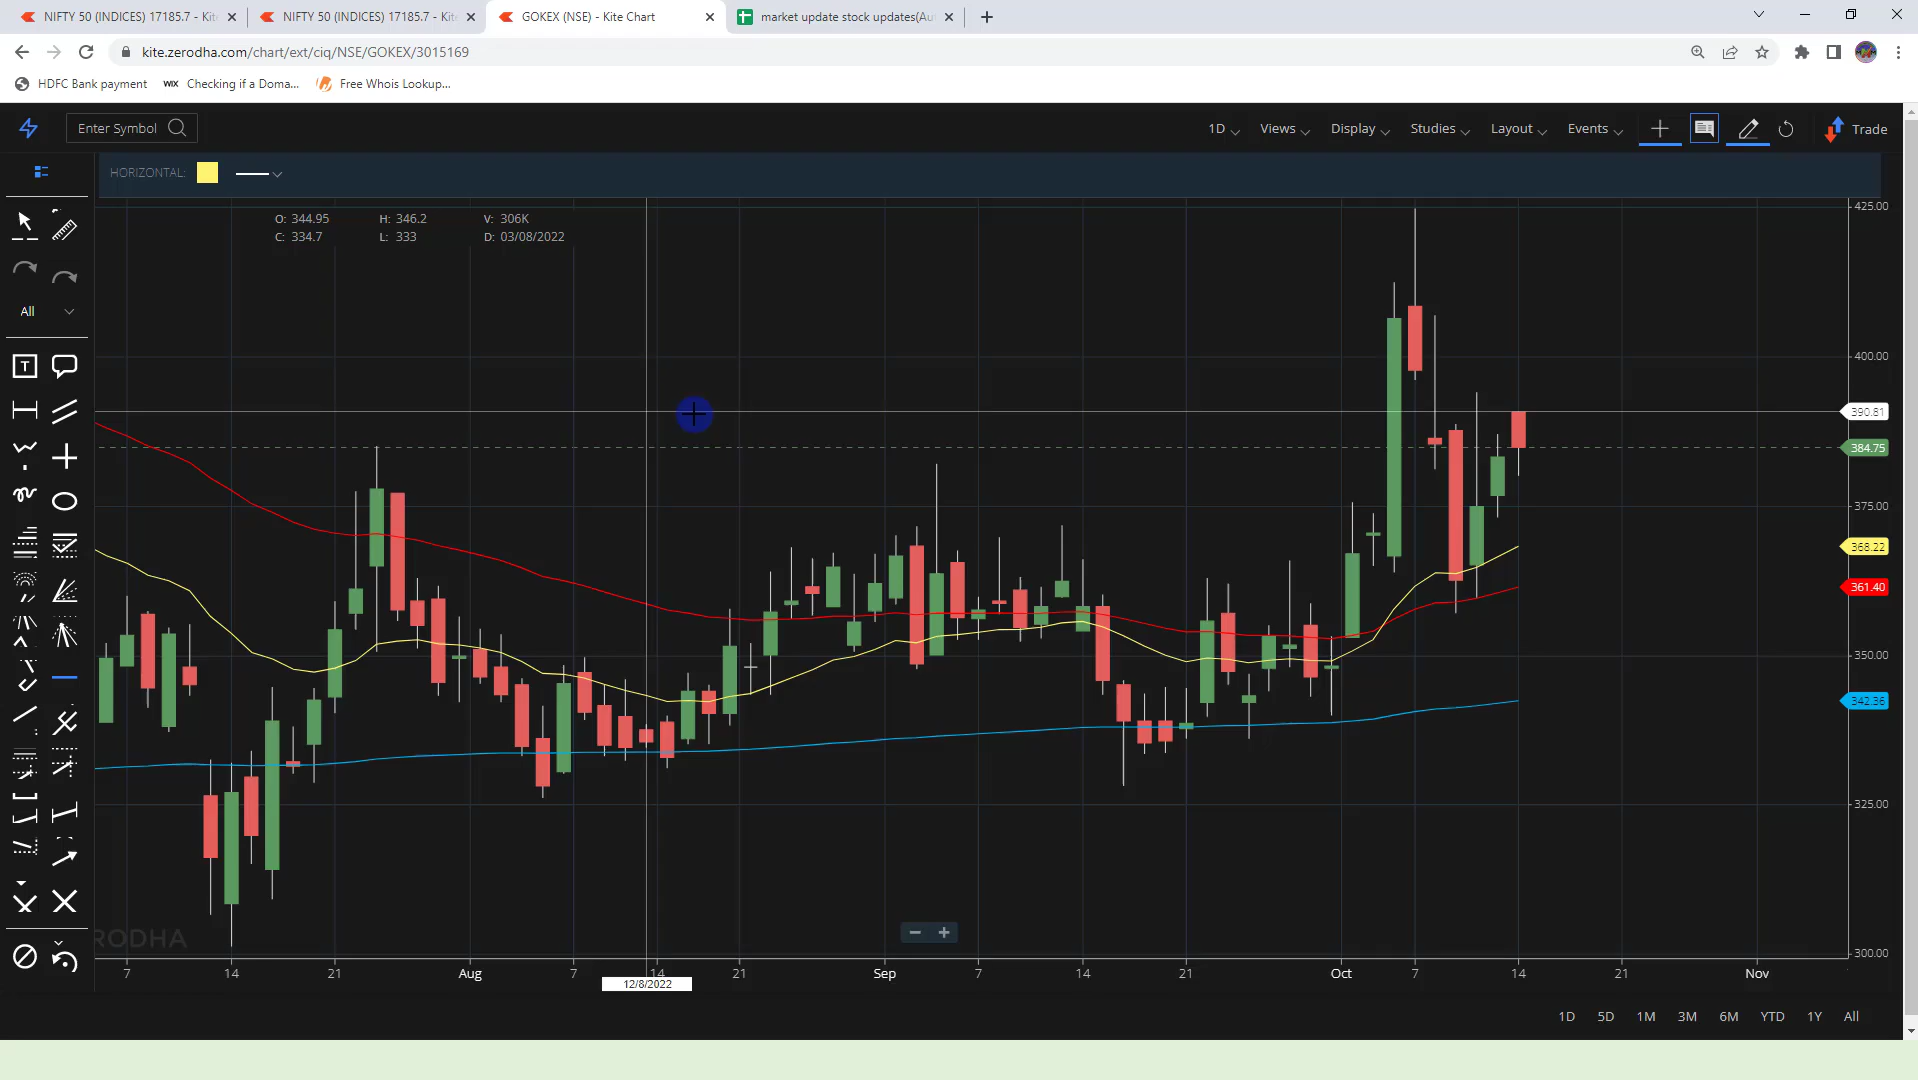 NIFTY 50 (INDICES) 17185.7 - Kite
NIFTY 50 (INDICES) 17185.7 - Kite
GOKEX (NSE) - Kite Chart
market update stock updates(Au
kite.zerodha.com/chart/ext/ciq/NSE/GOKEX/3015169
HDFC Bank payment
WIX Checking if a Doma...
Free Whois Lookup...
Enter Symbol
1D
Views
Display
Studies
Layout
Events
Trade
HORIZONTAL:
O: 344.95 H: 346.2 V: 306K
C: 334.7 L: 333 D: 03/08/2022
All
T
425.00
400.00
390.81
384.75
375.00
368.22
361.40
350.00
342.36
325.00
300.00
RODHA
7 14 21 Aug 7 14 21 Sep 7 14 21 Oct 7 14 21 Nov
12/8/2022
1D 5D 1M 3M 6M YTD 1Y All